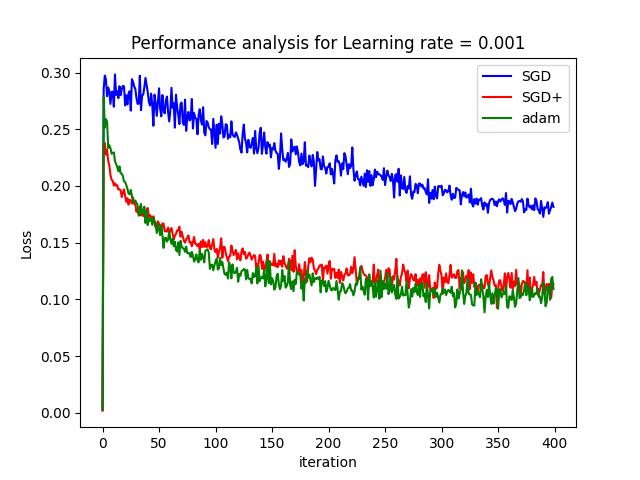 Performance analysis for Learning rate = 0.001
Loss
0.30
0.25
0.20
0.15
0.10
0.05
0.00
SGD
SGD+
adam
0 50 100 150 200 250 300 350 400
iteration